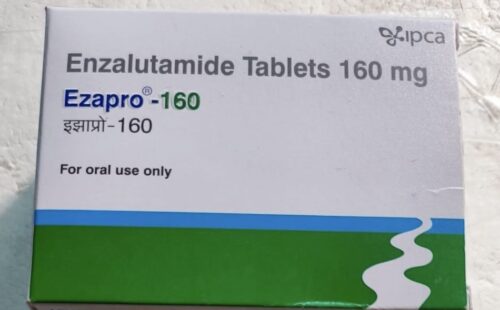 ipca
Enzalutamide Tablets 160 mg
Ezapro®-160
इझाप्रो-160
For oral use only